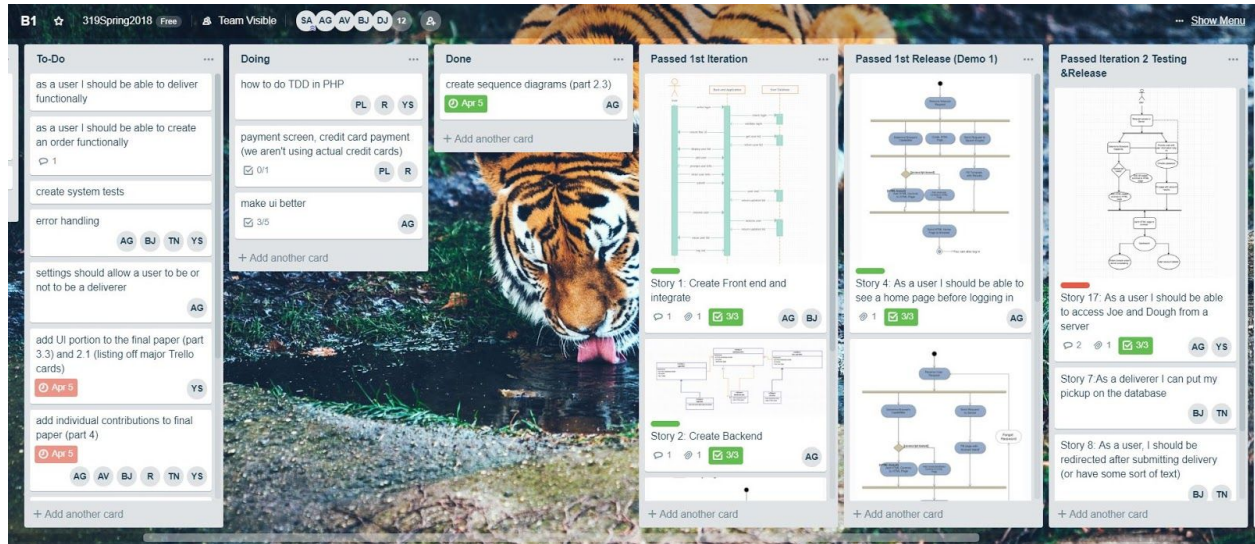 B1 319Spring2018 Free Team Visible SA AG AV BJ DJ 12
Show Menu
To-Do
as a user I should be able to deliver
functionally
as a user I should be able to create
an order functionally
1
create system tests
error handling
AG BJ TN YS
settings should allow a user to be or
not to be a deliverer
AG
add UI portion to the final paper (part
3.3) and 2.1 (listing off major Trello
cards)
Apr 5
YS
add individual contributions to final
paper (part 4)
Apr 5
AG AV BJ R TN YS
+ Add another card
Doing
how to do TDD in PHP
PL R YS
payment screen, credit card payment
(we aren't using actual credit cards)
0/1
PL R
make ui better
3/5
AG
+ Add another card
Done
create sequence diagrams (part 2.3)
Apr 5
AG
+ Add another card
Passed 1st Iteration
Story 1: Create Front end and
integrate
1 1 3/3
AG BJ
Story 2: Create Backend
1 1 3/3
AG
+ Add another card
Passed 1st Release (Demo 1)
Story 4: As a user I should be able to
see a home page before logging in
1 3/3
AG
Forgot
Password
+ Add another card
Passed Iteration 2 Testing
&Release
Story 17: As a user I should be able
to access Joe and Dough from a
server
2 1 3/3
AG YS
Story 7:As a deliverer I can put my
pickup on the database
BJ TN
Story 8: As a user, I should be
redirected after submitting delivery
(or have some sort of text)
BJ TN
+ Add another card